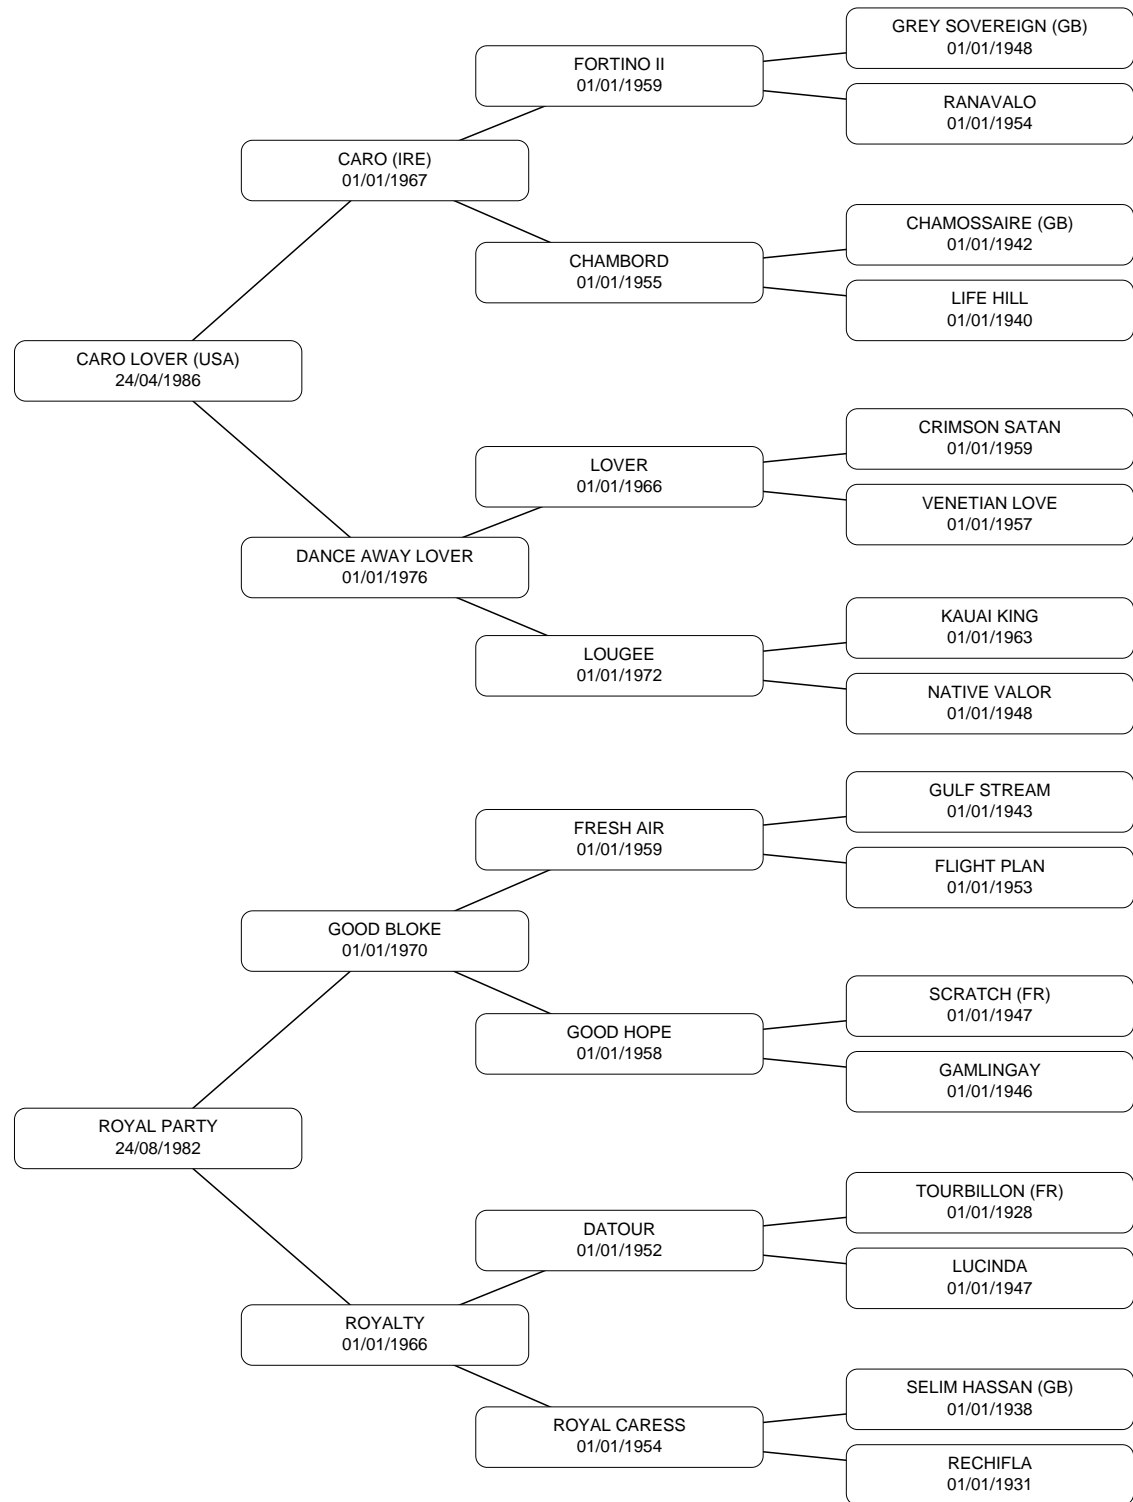 GREY SOVEREIGN (GB)
01/01/1948
FORTINO II
01/01/1959
RANAVALO
01/01/1954
CARO (IRE)
01/01/1967
CHAMOSSAIRE (GB)
01/01/1942
CHAMBORD
01/01/1955
LIFE HILL
01/01/1940
CARO LOVER (USA)
24/04/1986
CRIMSON SATAN
01/01/1959
LOVER
01/01/1966
VENETIAN LOVE
01/01/1957
DANCE AWAY LOVER
01/01/1976
KAUAI KING
01/01/1963
LOUGEE
01/01/1972
NATIVE VALOR
01/01/1948
GULF STREAM
01/01/1943
FRESH AIR
01/01/1959
FLIGHT PLAN
01/01/1953
GOOD BLOKE
01/01/1970
SCRATCH (FR)
01/01/1947
GOOD HOPE
01/01/1958
GAMLINGAY
01/01/1946
ROYAL PARTY
24/08/1982
TOURBILLON (FR)
01/01/1928
DATOUR
01/01/1952
LUCINDA
01/01/1947
ROYALTY
01/01/1966
SELIM HASSAN (GB)
01/01/1938
ROYAL CARESS
01/01/1954
RECHIFLA
01/01/1931